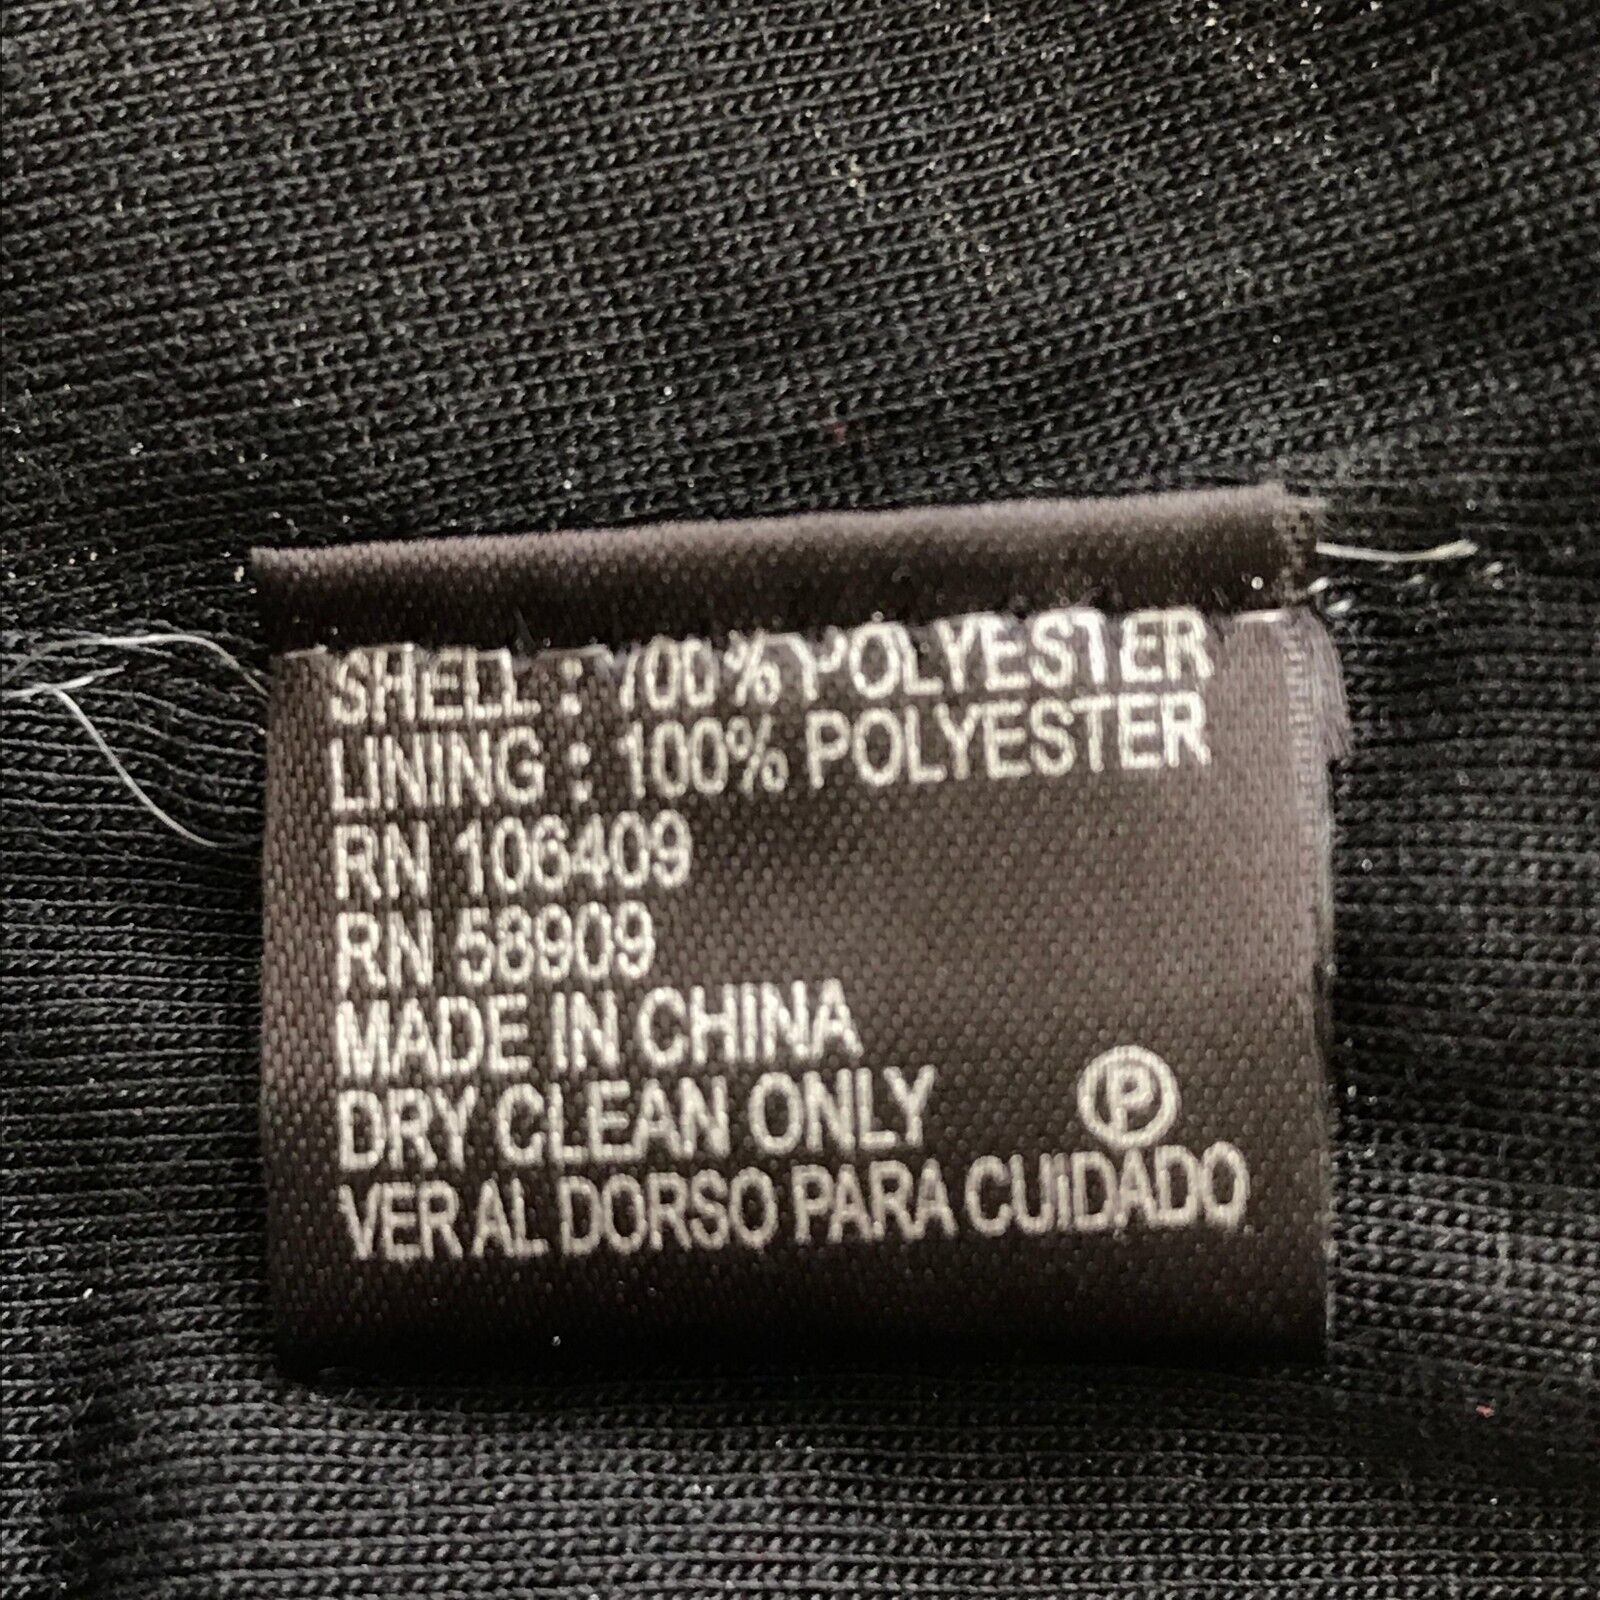 SHELL : 100% POLYESTER
LINING : 100% POLYESTER
RN 106409
RN 58909
MADE IN CHINA
DRY CLEAN ONLY P
VER AL DORSO PARA CUIDADO